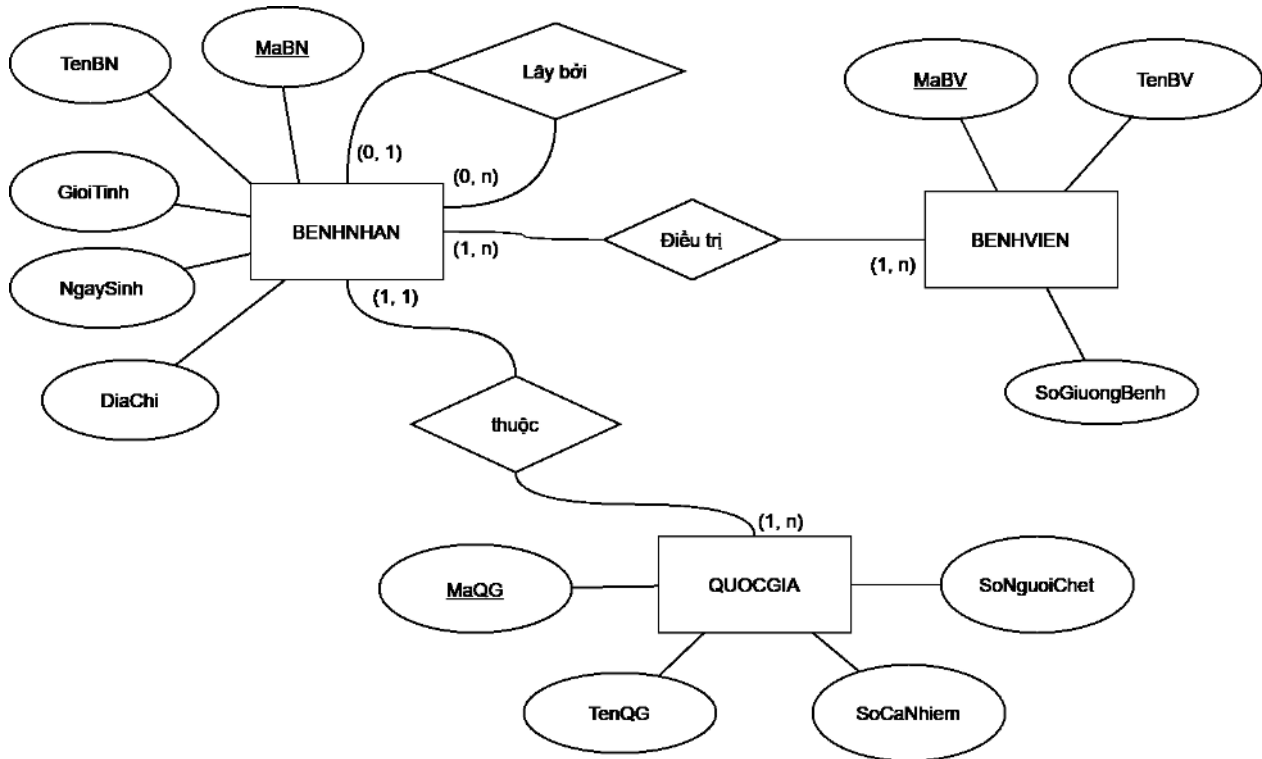 MaBN
TenBN
Lây bởi
MaBV
TenBV
(0, 1)
(0, n)
GioiTinh
BENHNHAN
(1, n)
Điều trị
BENHVIEN
(1, n)
NgaySinh
(1, 1)
DiaChi
SoGiuongBenh
thuộc
(1, n)
MaQG
QUOCGIA
SoNguoiChet
TenQG
SoCaNhiem